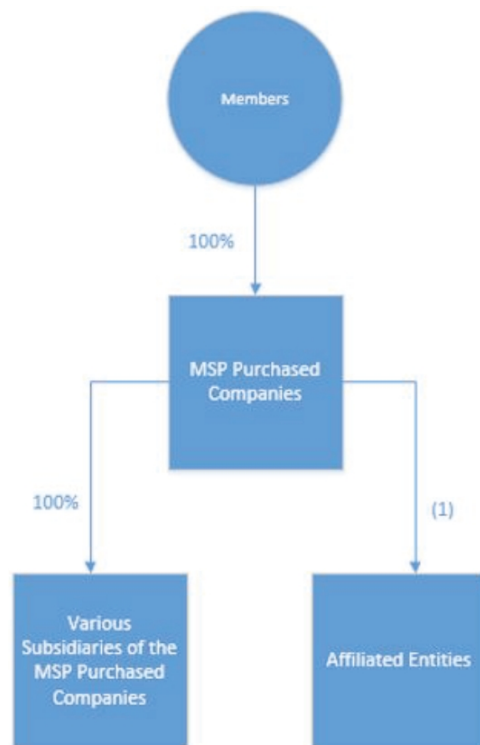 Members
100%
MSP Purchased
Companies
100%
(1)
Various
Subsidiaries of the
MSP Purchased
Companies
Affiliated Entities